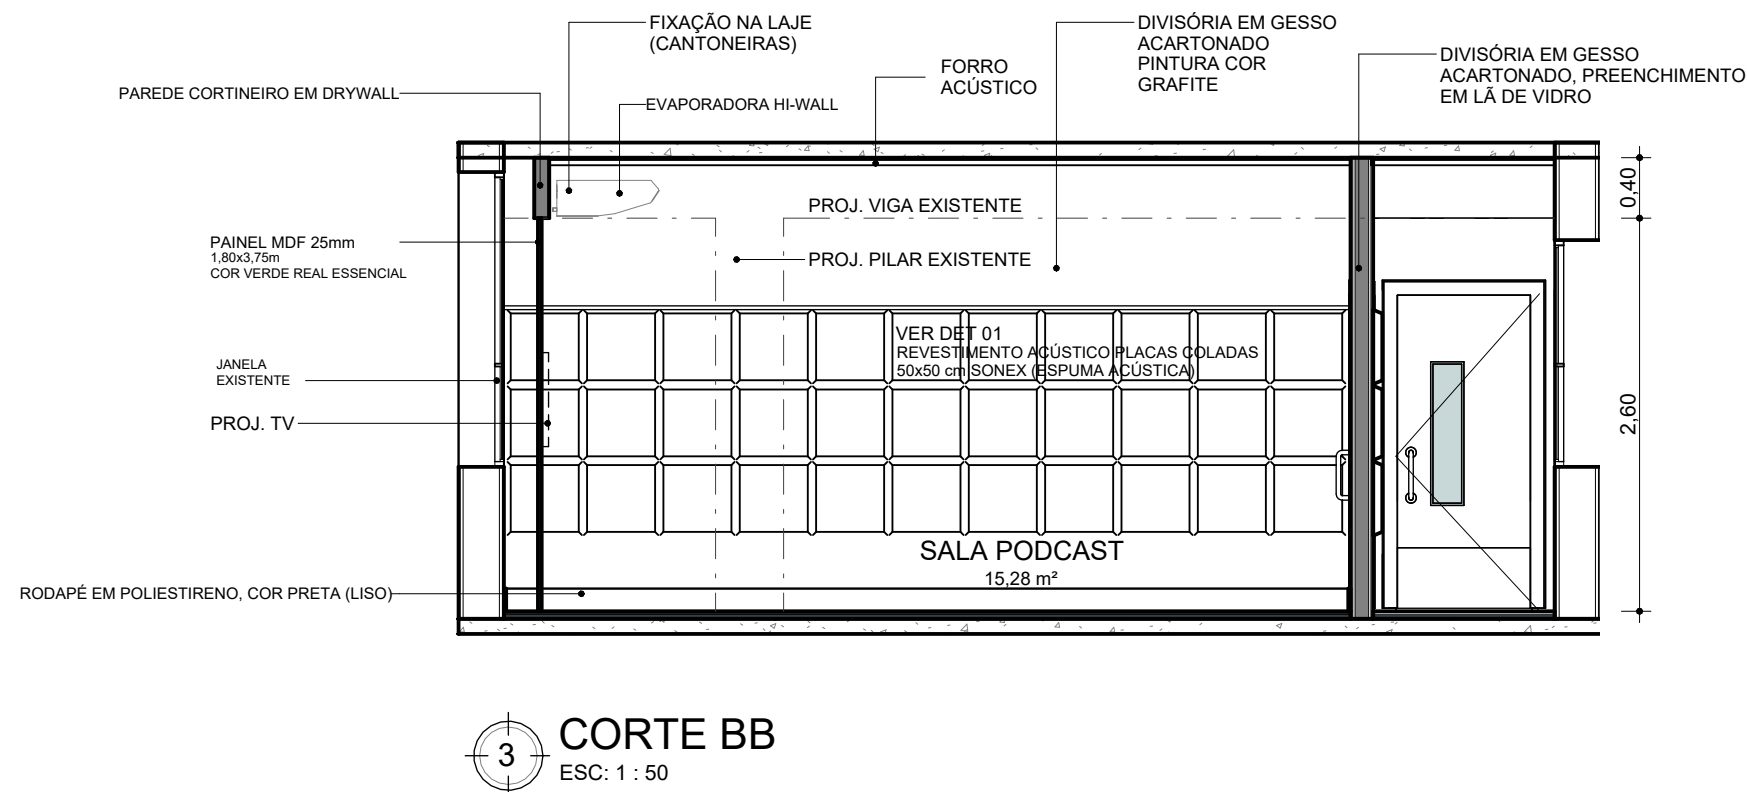 FIXAÇÃO NA LAJE
(CANTONEIRAS)
DIVISÓRIA EM GESSO
ACARTONADO
PINTURA COR
GRAFITE
DIVISÓRIA EM GESSO
ACARTONADO, PREENCHIMENTO
EM LÃ DE VIDRO
FORRO
ACÚSTICO
PAREDE CORTINEIRO EM DRYWALL
EVAPORADORA HI-WALL
0,40
PROJ. VIGA EXISTENTE
PAINEL MDF 25mm
1,80x3,75m
COR VERDE REAL ESSENCIAL
PROJ. PILAR EXISTENTE
VER DET 01
REVESTIMENTO ACÚSTICO PLACAS COLADAS
50x50 cm SONEX (ESPUMA ACÚSTICA)
JANELA
EXISTENTE
PROJ. TV
2,60
SALA PODCAST
15,28 m²
RODAPÉ EM POLIESTIRENO, COR PRETA (LISO)
3
CORTE BB
ESC: 1 : 50